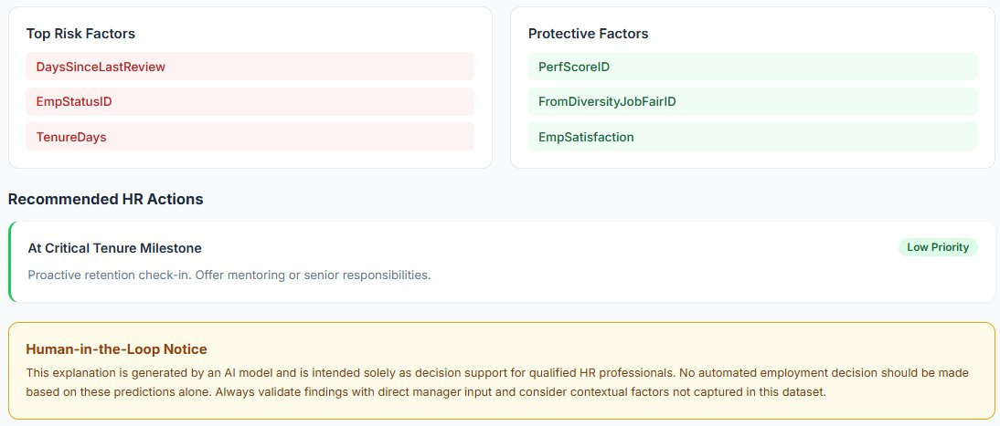 Top Risk Factors
DaysSinceLastReview
EmpStatusID
TenureDays
Protective Factors
PerfScoreID
FromDiversityJobFairID
EmpSatisfaction
Recommended HR Actions
At Critical Tenure Milestone
Low Priority
Proactive retention check-in. Offer mentoring or senior responsibilities.
Human-in-the-Loop Notice
This explanation is generated by an AI model and is intended solely as decision support for qualified HR professionals. No automated employment decision should be made
based on these predictions alone. Always validate findings with direct manager input and consider contextual factors not captured in this dataset.